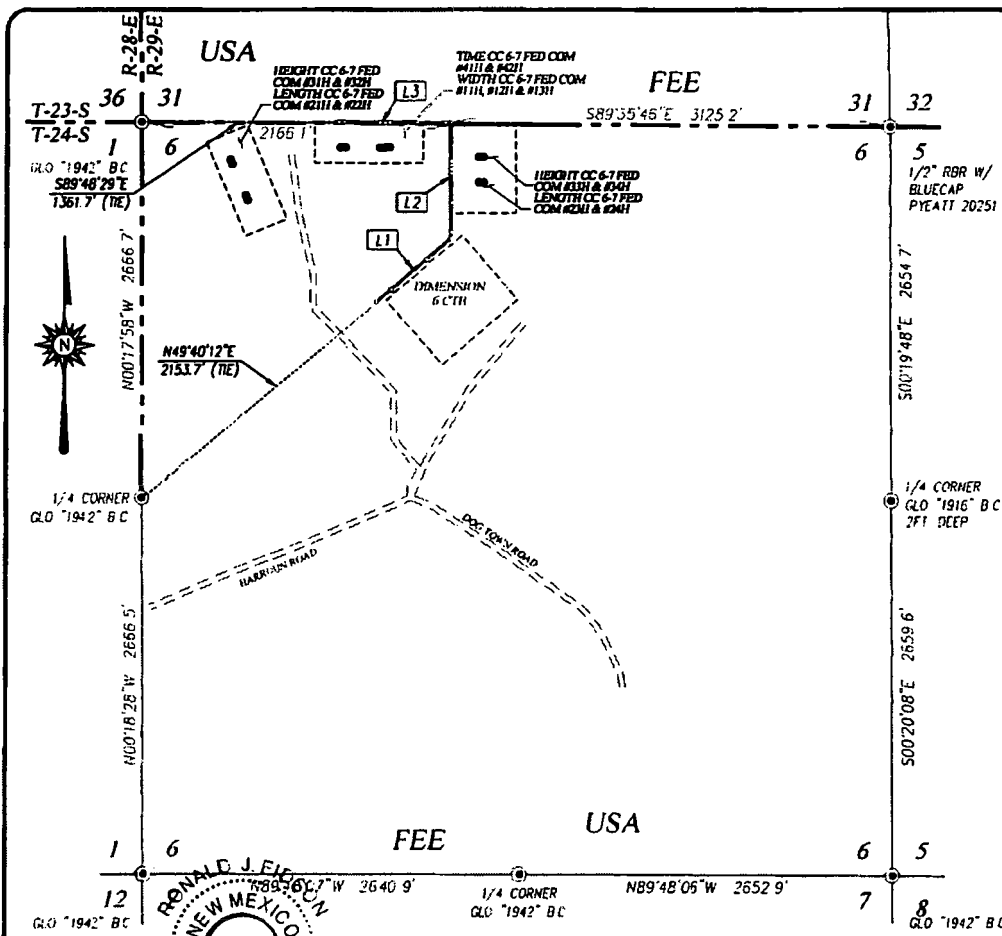 R-28-E
R-29-E
USA
FEE
HEIGHT CC 6-7 FED
COM #31H & #32H
LENGTH CC 6-7 FED
COM #21H & #22H
TIME CC 6-7 FED COM
#41H & #42H
WIDTH CC 6-7 FED COM
#11H, #12H & #13H
L3
T-23-S
36
31
T-24-S
1
6
2166 1'
S89°35'46"E 3125 2'
31
32
6
5
GLO "1942" B C
S89°48'29"E
1361.7' (TIE)
HEIGHT CC 6-7 FED
COM #33H & #34H
LENGTH CC 6-7 FED
COM #23H & #24H
1/2" RBR W/
BLUECAP
PYEATT 20251
L2
L1
DIMENSION
6 CTB
N00°17'58"W 2666 7'
S00°19'48"E 2654 7'
N
N49°40'12"E
2153.7' (TIE)
1/4 CORNER
GLO "1942" B C
1/4 CORNER
GLO "1916" B C
2FT DEEP
HARROUN ROAD
DOG TOWN ROAD
N00°18'28"W 2666 5'
S00°20'08"E 2659 6'
FEE
USA
1
6
12
GLO "1942" B C
2640 9'
1/4 CORNER
GLO "1942" B C
N89°48'06"W 2652 9'
6
5
7
8
GLO "1942" B C
RONALD J.
NEW MEXICO